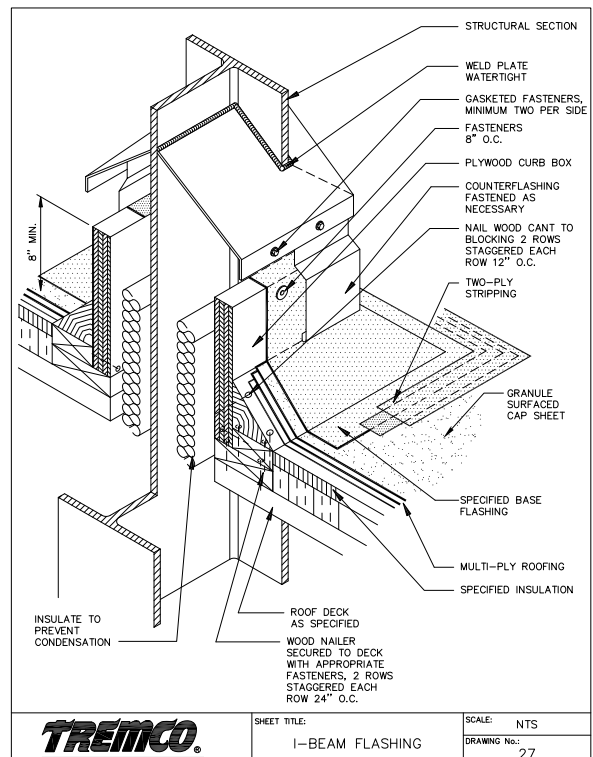 STRUCTURAL SECTION
WELD PLATE
WATERTIGHT
GASKETED FASTENERS,
MINIMUM TWO PER SIDE
FASTENERS
8" O.C.
PLYWOOD CURB BOX
COUNTERFLASHING
FASTENED AS
NECESSARY
NAIL WOOD CANT TO
BLOCKING 2 ROWS
STAGGERED EACH
ROW 12" O.C.
TWO-PLY
STRIPPING
GRANULE
SURFACED
CAP SHEET
SPECIFIED BASE
FLASHING
MULTI-PLY ROOFING
SPECIFIED INSULATION
8" MIN.
INSULATE TO
PREVENT
CONDENSATION
ROOF DECK
AS SPECIFIED
WOOD NAILER
SECURED TO DECK
WITH APPROPRIATE
FASTENERS, 2 ROWS
STAGGERED EACH
ROW 24" O.C.
TREMCO®
SHEET TITLE:
I-BEAM FLASHING
SCALE: NTS
DRAWING No.:
27